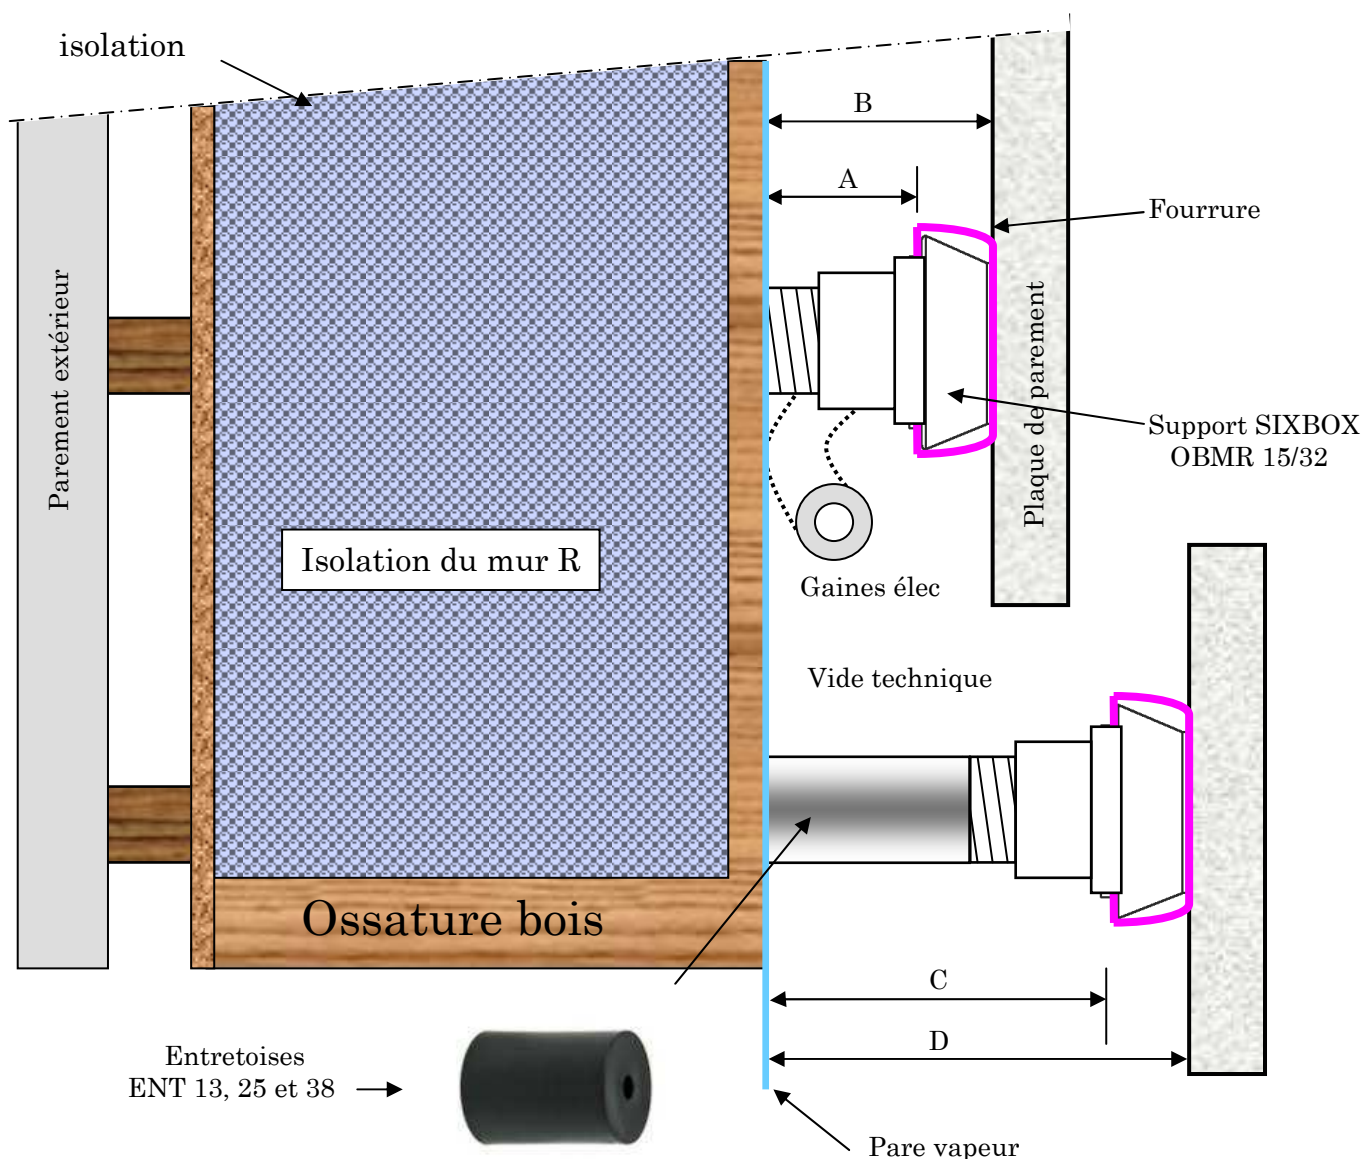 isolation
B
A
Fourrure
Parement extérieur
Plaque de parement
Support SIXBOX
OBMR 15/32
Isolation du mur R
Gaines élec
Vide technique
Ossature bois
C
D
Entretoises
ENT 13, 25 et 38
Pare vapeur